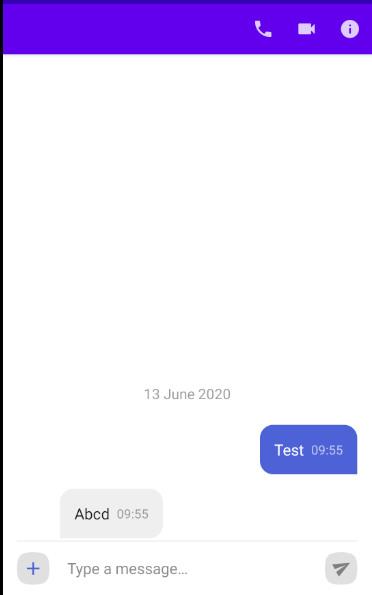 13 June 2020
Test 09:55
Abcd 09:55
Type a message...